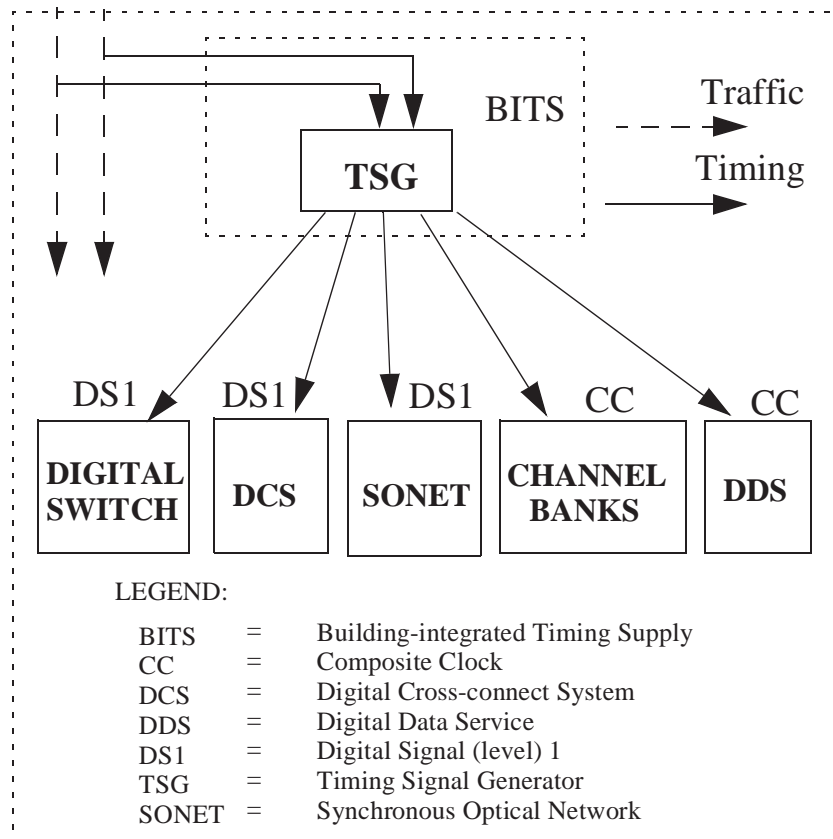 BITS
Traffic
Timing
TSG
DS1 DS1 DS1 CC CC
DIGITAL SWITCH
DCS
SONET
CHANNEL BANKS
DDS
LEGEND:
BITS = Building-integrated Timing Supply
CC = Composite Clock
DCS = Digital Cross-connect System
DDS = Digital Data Service
DS1 = Digital Signal (level) 1
TSG = Timing Signal Generator
SONET = Synchronous Optical Network